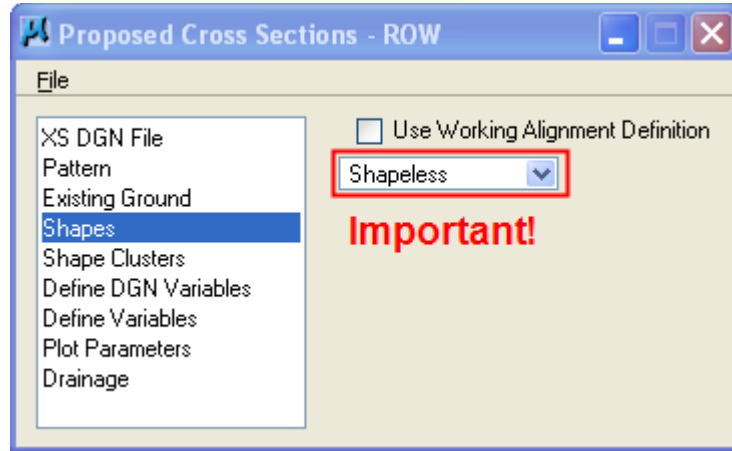 Proposed Cross Sections - ROW
File
XS DGN File
Pattern
Existing Ground
Shapes
Shape Clusters
Define DGN Variables
Define Variables
Plot Parameters
Drainage
Use Working Alignment Definition
Shapeless
Important!